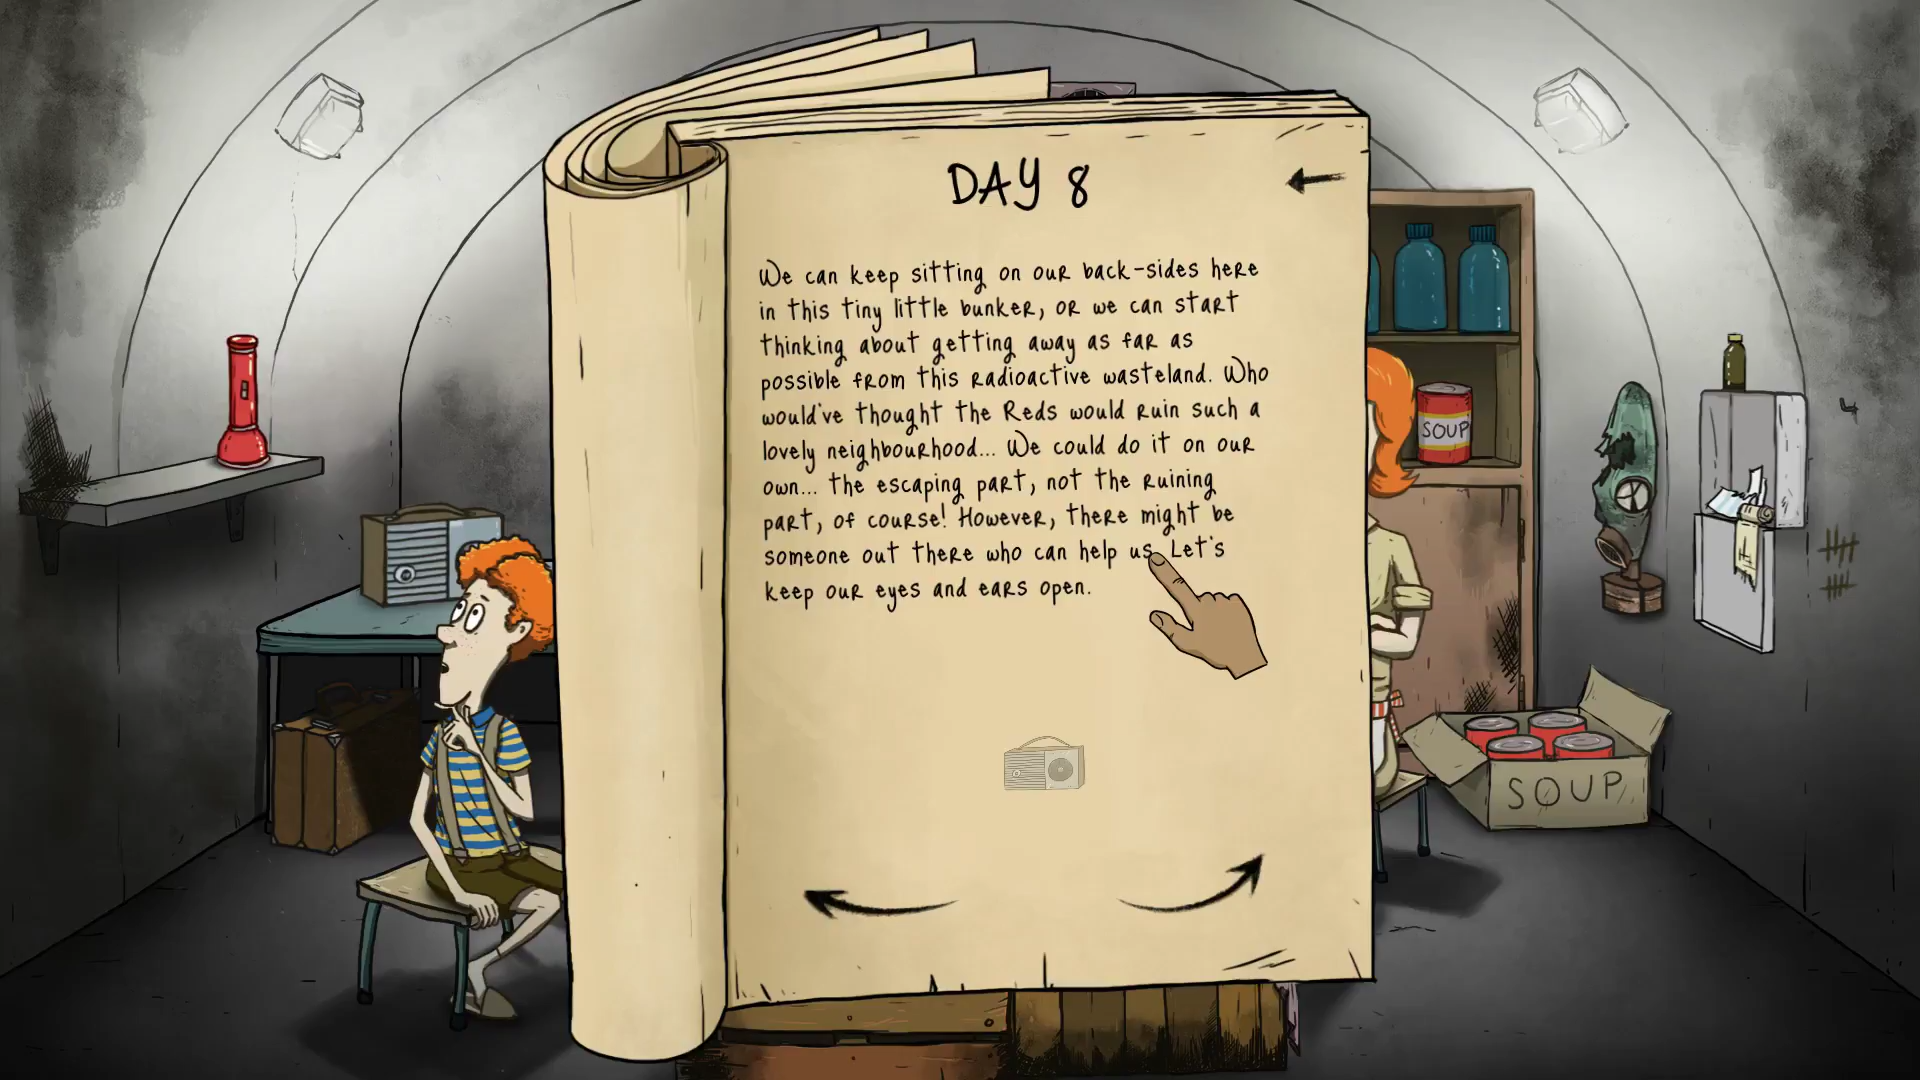 DAY 8
We can keep sitting on our back-sides here
in this tiny little bunker, or we can start
thinking about getting away as far as
possible from this radioactive wasteland. Who
would've thought the Reds would ruin such a
lovely neighbourhood... We could do it on our
own... the escaping part, not the ruining
part, of course! However, there might be
someone out there who can help us. Let's
keep our eyes and ears open.
SOUP
SOUP